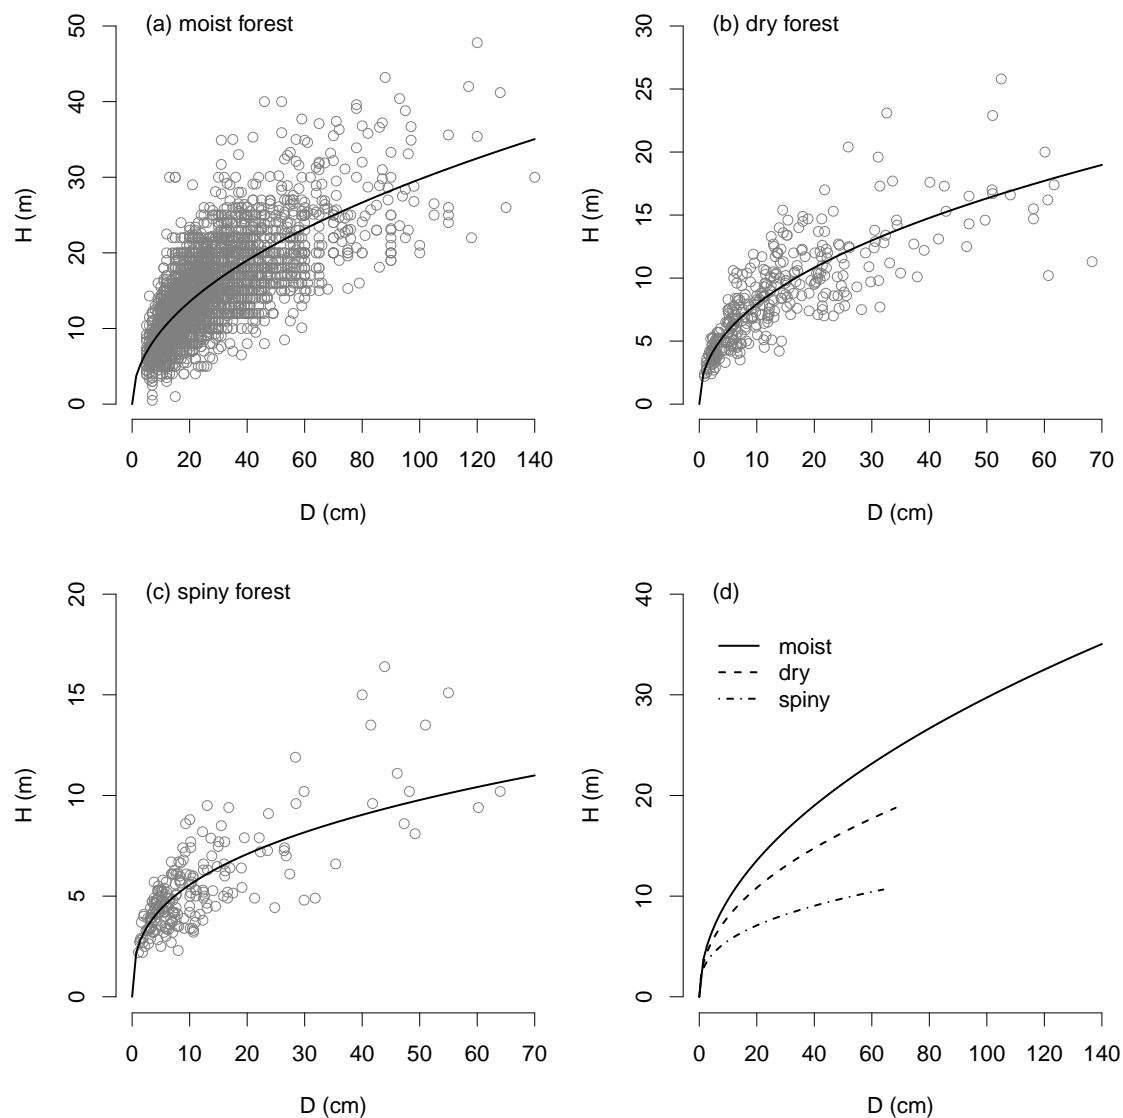 (a) moist forest
H (m)
0 10 20 30 40 50
0 20 40 60 80 100 120 140
D (cm)
(b) dry forest
H (m)
0 5 10 15 20 25 30
0 10 20 30 40 50 60 70
D (cm)
(c) spiny forest
H (m)
0 5 10 15 20
0 10 20 30 40 50 60 70
D (cm)
(d)
moist
dry
spiny
H (m)
0 10 20 30 40
0 20 40 60 80 100 120 140
D (cm)